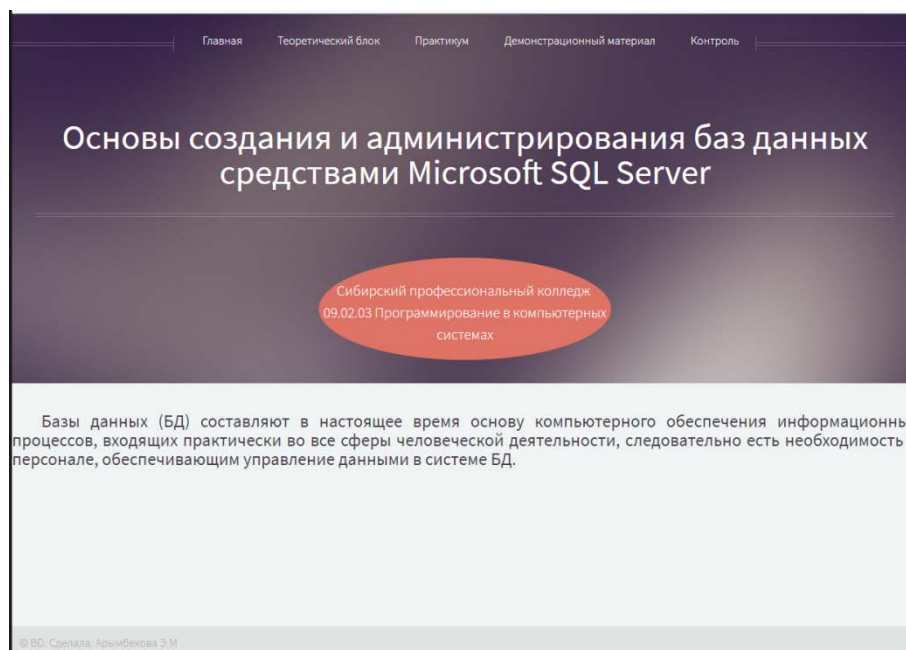 Главная Теоретический блок Практикум Демонстрационный материал Контроль
Основы создания и администрирования баз данных
средствами Microsoft SQL Server
Сибирский профессиональный колледж
09.02.03 Программирование в компьютерных
системах
Базы данных (БД) составляют в настоящее время основу компьютерного обеспечения информационнь
процессов, входящих практически во все сферы человеческой деятельности, следовательно есть необходимость
персонале, обеспечивающим управление данными в системе БД.
© BD. Сделала: Арымбекова Э.М